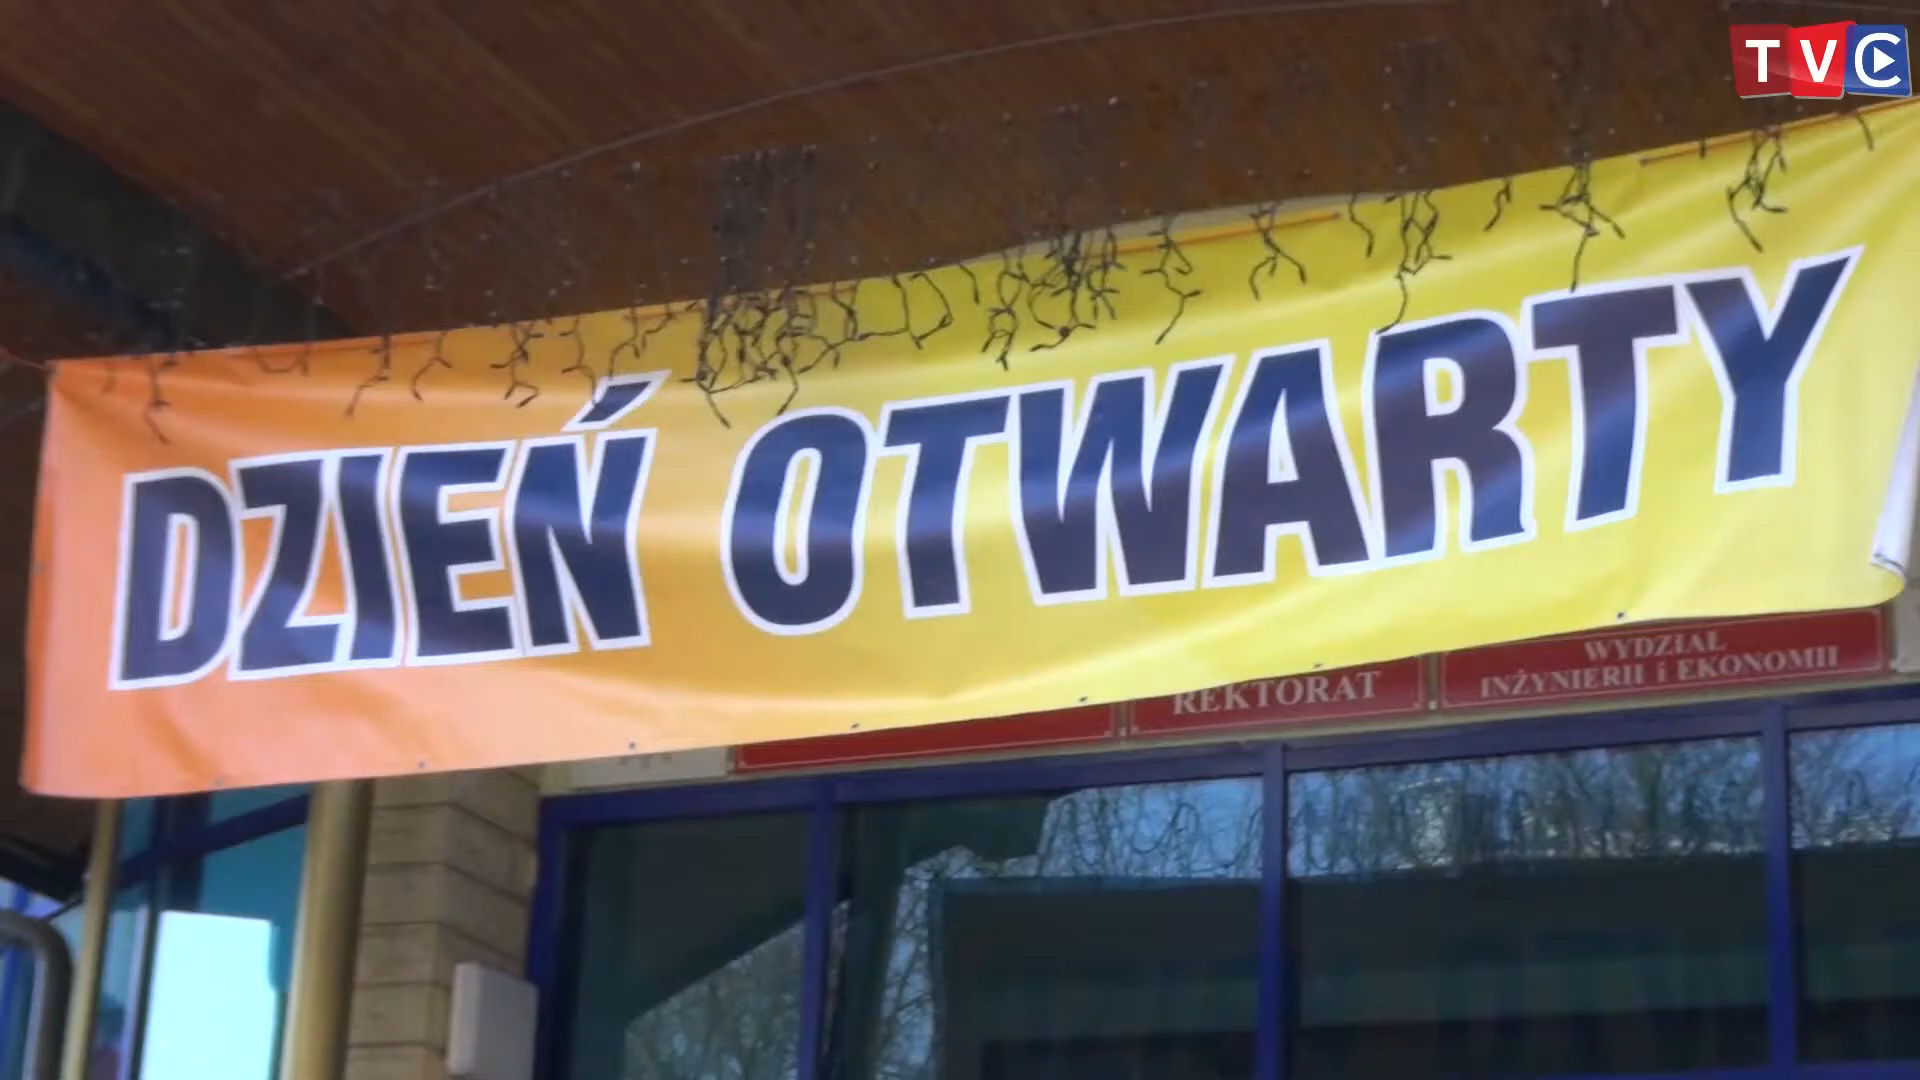 TVC
DZIEŃ OTWARTY
REKTORAT
WYDZIAŁ
INŻYNIERII i EKONOMII